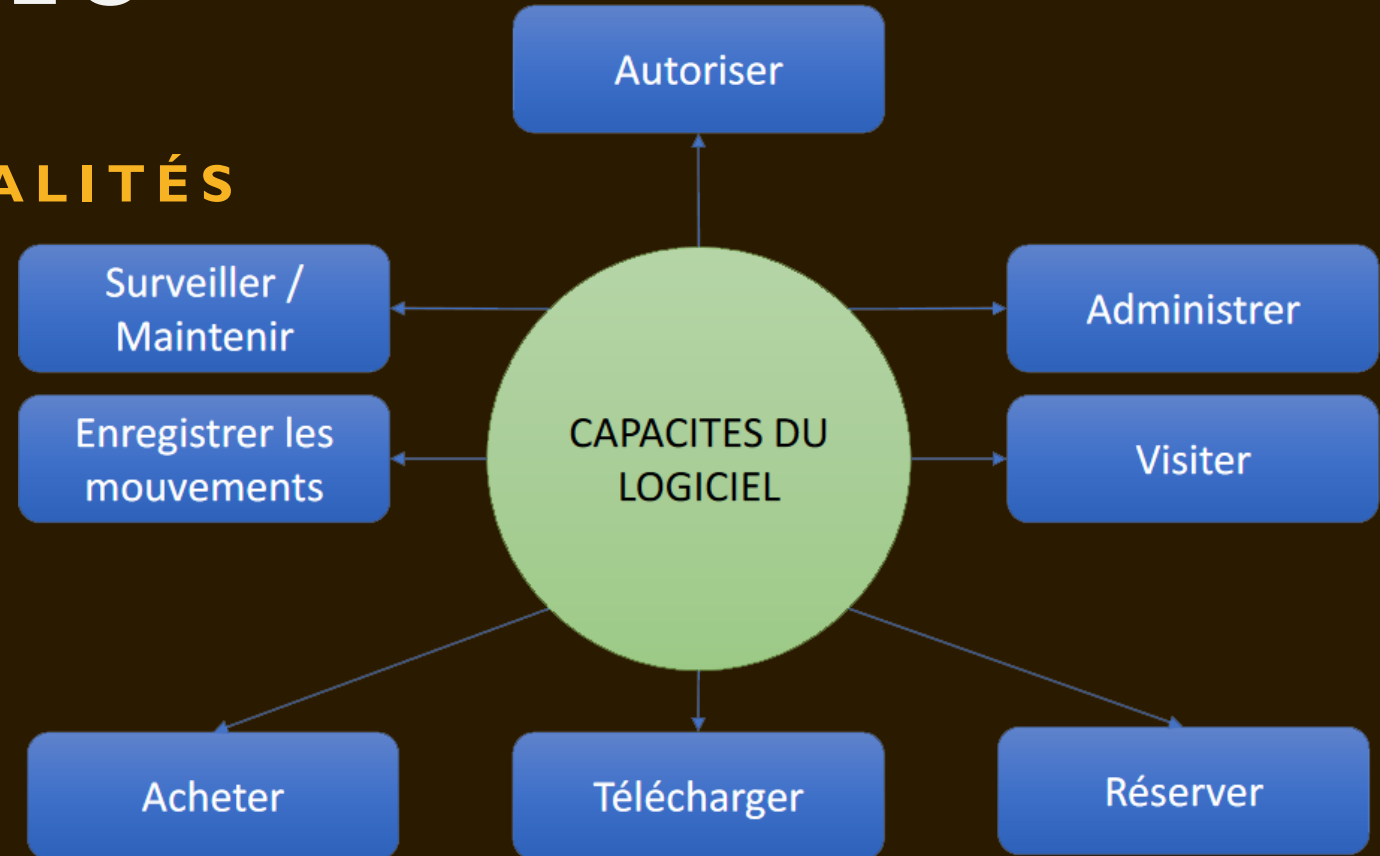 Autoriser
ALITÉS
Surveiller /
Maintenir
Administrer
Enregistrer les
mouvements
CAPACITES DU
LOGICIEL
Visiter
Acheter
Télécharger
Réserver